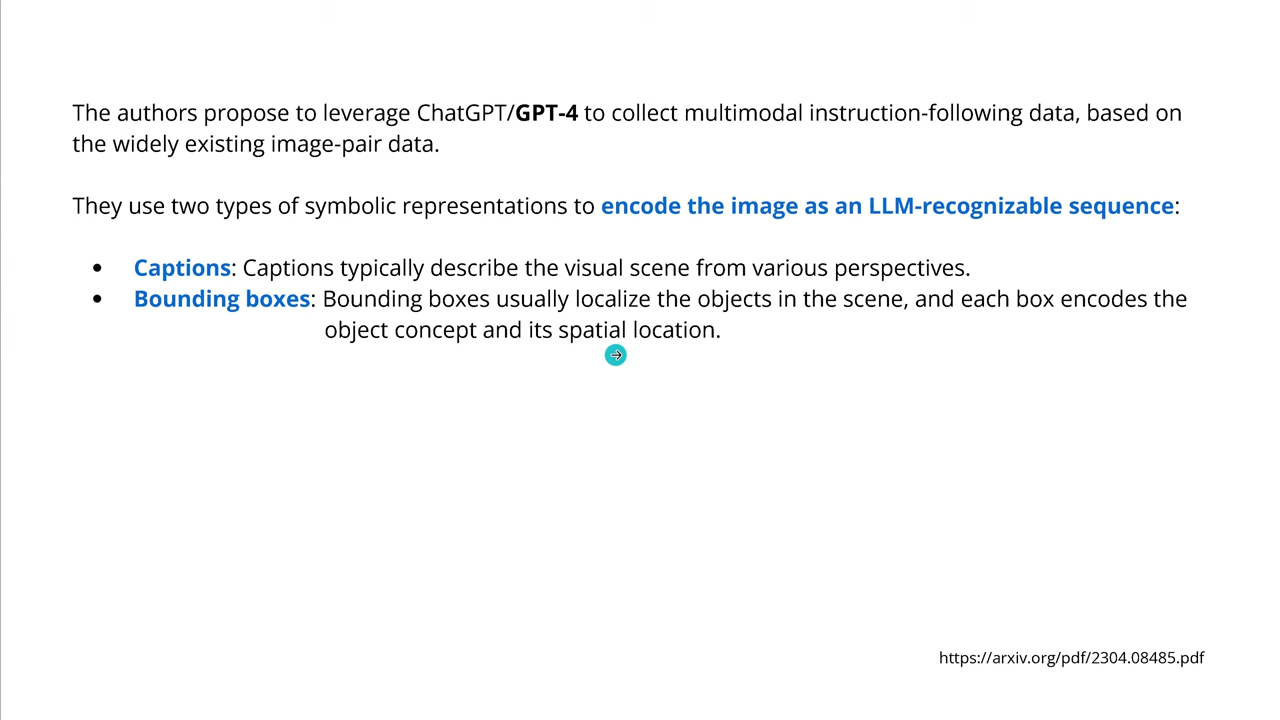 The authors propose to leverage ChatGPT/GPT-4 to collect multimodal instruction-following data, based on
the widely existing image-pair data.
They use two types of symbolic representations to encode the image as an LLM-recognizable sequence:
• Captions: Captions typically describe the visual scene from various perspectives.
• Bounding boxes: Bounding boxes usually localize the objects in the scene, and each box encodes the
object concept and its spatial location.
https://arxiv.org/pdf/2304.08485.pdf